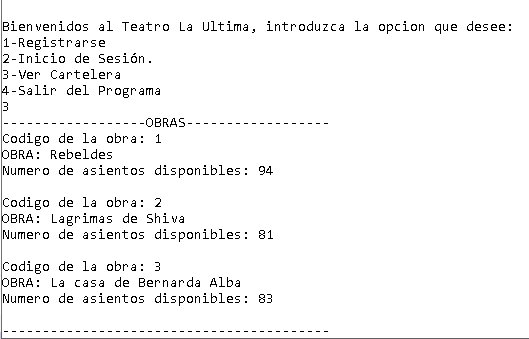 Bienvenidos al Teatro La Ultima, introduzca la opcion que desee:
1-Registrarse
2-Inicio de Sesión.
3-Ver Cartelera
4-Salir del Programa
3
------------------OBRAS------------------
Codigo de la obra: 1
OBRA: Rebeldes
Numero de asientos disponibles: 94
Codigo de la obra: 2
OBRA: Lagrimas de Shiva
Numero de asientos disponibles: 81
Codigo de la obra: 3
OBRA: La casa de Bernarda Alba
Numero de asientos disponibles: 83
-----------------------------------------